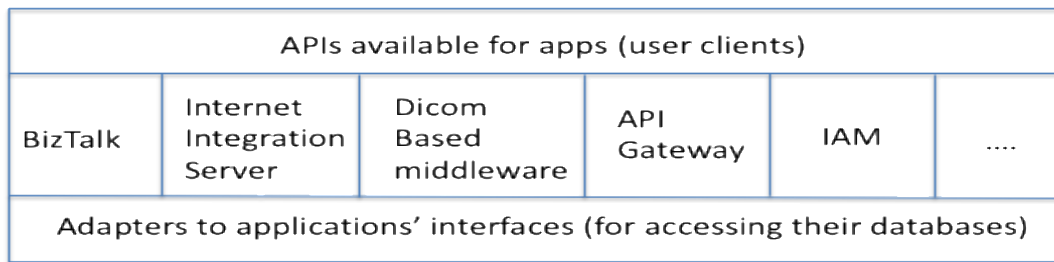 APIs available for apps (user clients)
BizTalk
Internet
Integration
Server
Dicom
Based
middleware
API
Gateway
IAM
....
Adapters to applications' interfaces (for accessing their databases)